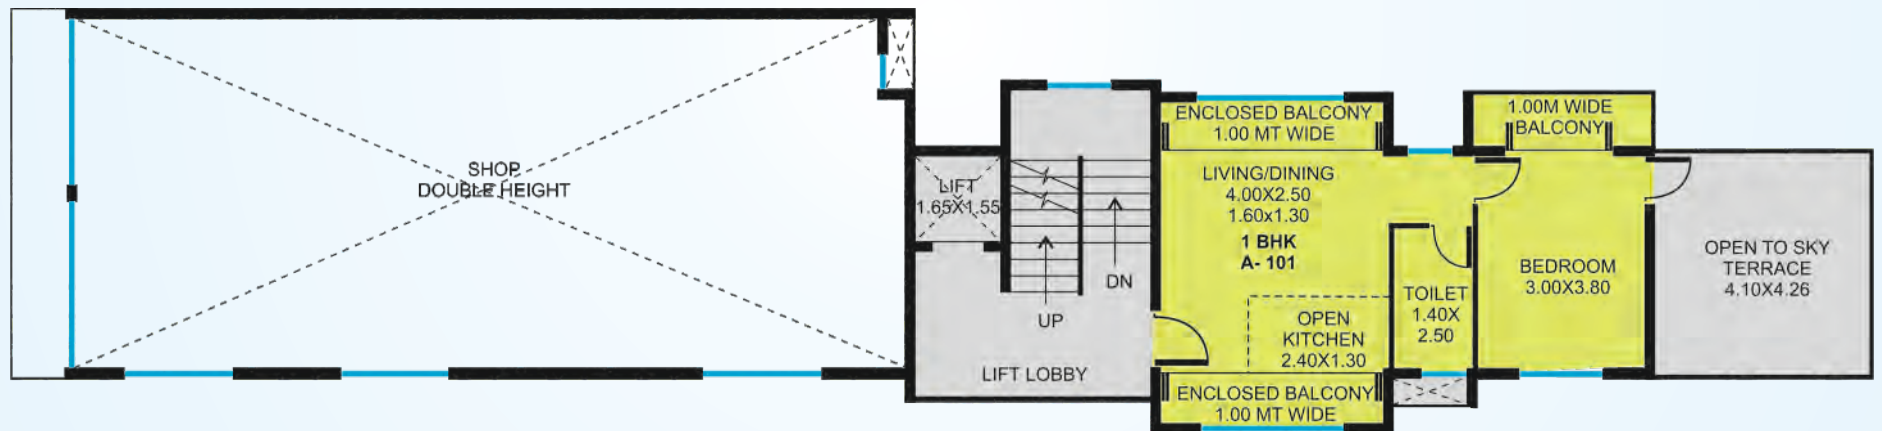 SHOP
DOUBLE HEIGHT
LIFT
1.65X1.55
UP
DN
LIFT LOBBY
ENCLOSED BALCONY
1.00 MT WIDE
LIVING/DINING
4.00X2.50
1.60x1.30
1 BHK
A- 101
OPEN
KITCHEN
2.40X1.30
ENCLOSED BALCONY
1.00 MT WIDE
TOILET
1.40X
2.50
1.00M WIDE
BALCONY
BEDROOM
3.00X3.80
OPEN TO SKY
TERRACE
4.10X4.26